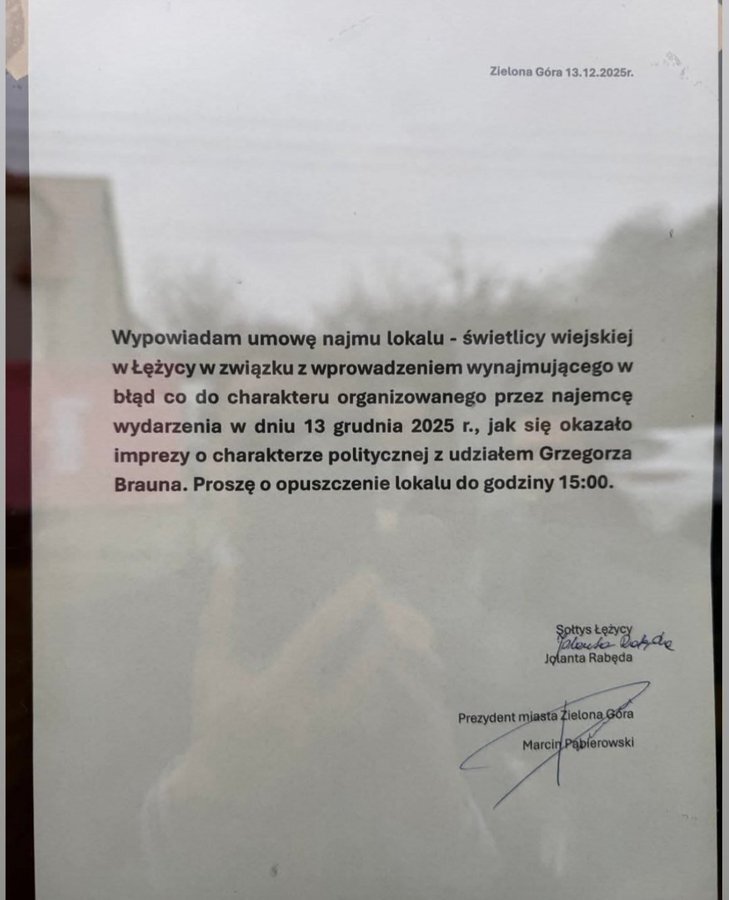 Zielona Góra 13.12.2025r.
Wypowiadam umowę najmu lokalu - świetlicy wiejskiej
w Łężycy w związku z wprowadzeniem wynajmującego w
błąd co do charakteru organizowanego przez najemcę
wydarzenia w dniu 13 grudnia 2025 r., jak się okazało
imprezy o charakterze politycznej z udziałem Grzegorza
Brauna. Proszę o opuszczenie lokalu do godziny 15:00.
Sołtys Łężycy
Jolanta Rabęda
Jolanta Rabęda
Prezydent miasta Zielona Góra
Marcin Pabierowski